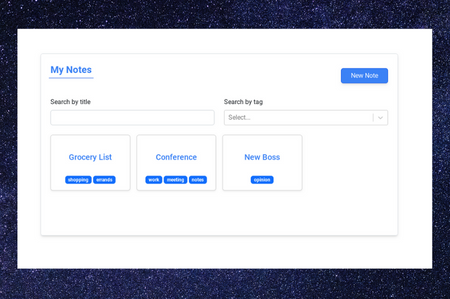 My Notes
New Note
Search by title
Search by tag
Select...
Grocery List
Conference
New Boss
shopping errands
work meeting notes
opinion